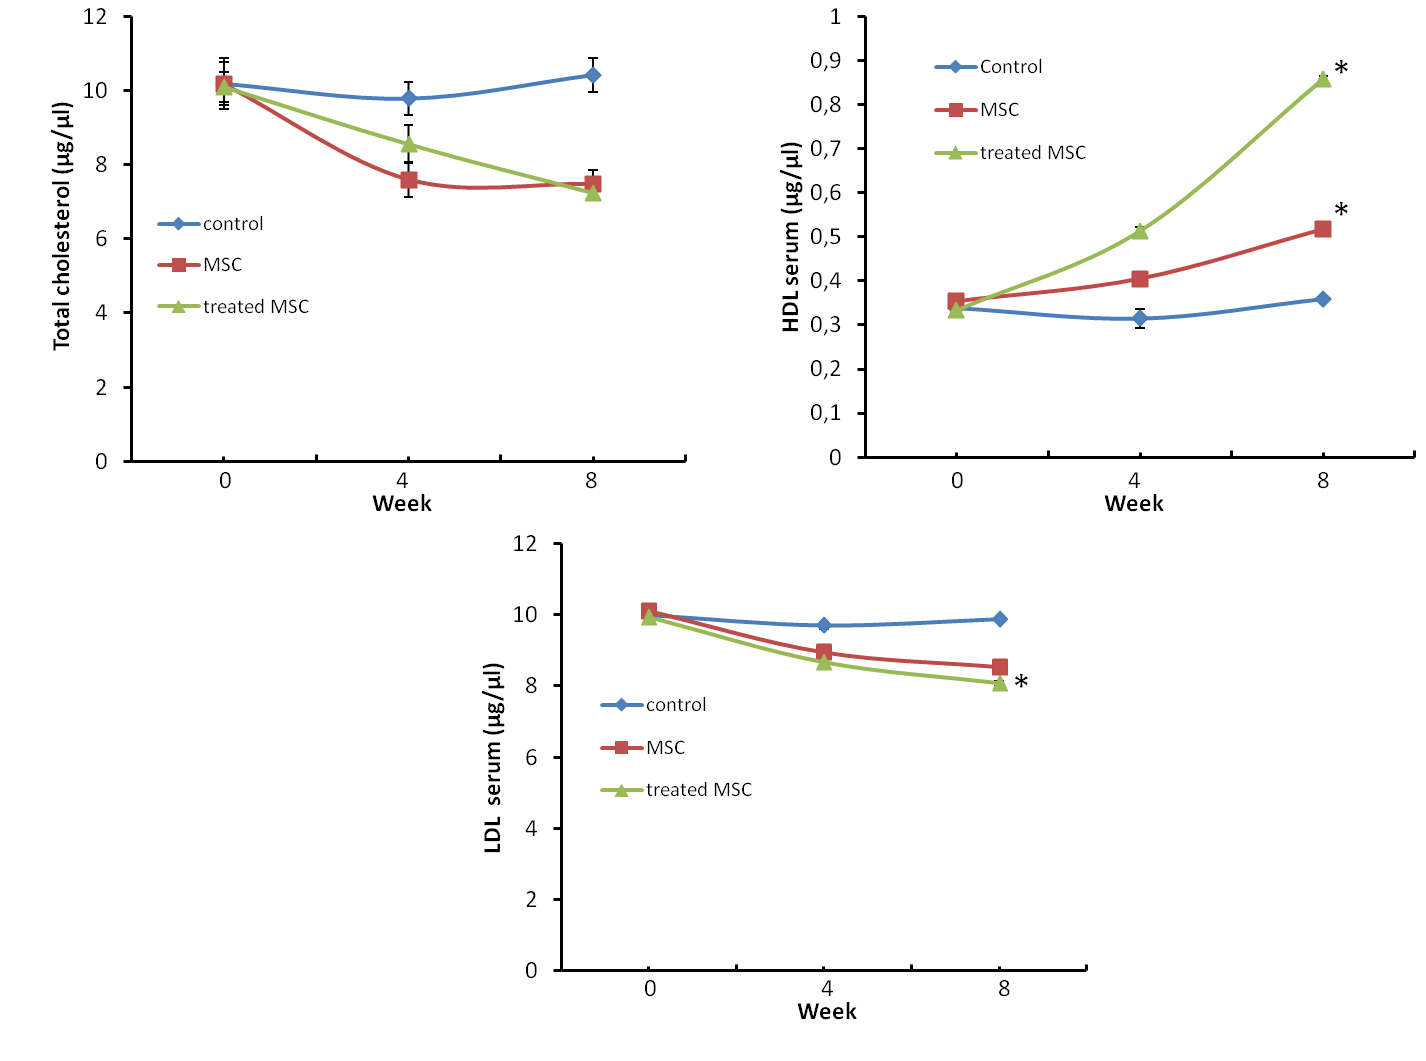 Total cholesterol (µg/µl)
12
10
8
6
4
2
0
control
MSC
treated MSC
0 4 8
Week
HDL serum (µg/µl)
1
0,9
0,8
0,7
0,6
0,5
0,4
0,3
0,2
0,1
0
Control
MSC
treated MSC
*
*
0 4 8
Week
LDL serum (µg/µl)
12
10
8
6
4
2
0
control
MSC
treated MSC
*
0 4 8
Week